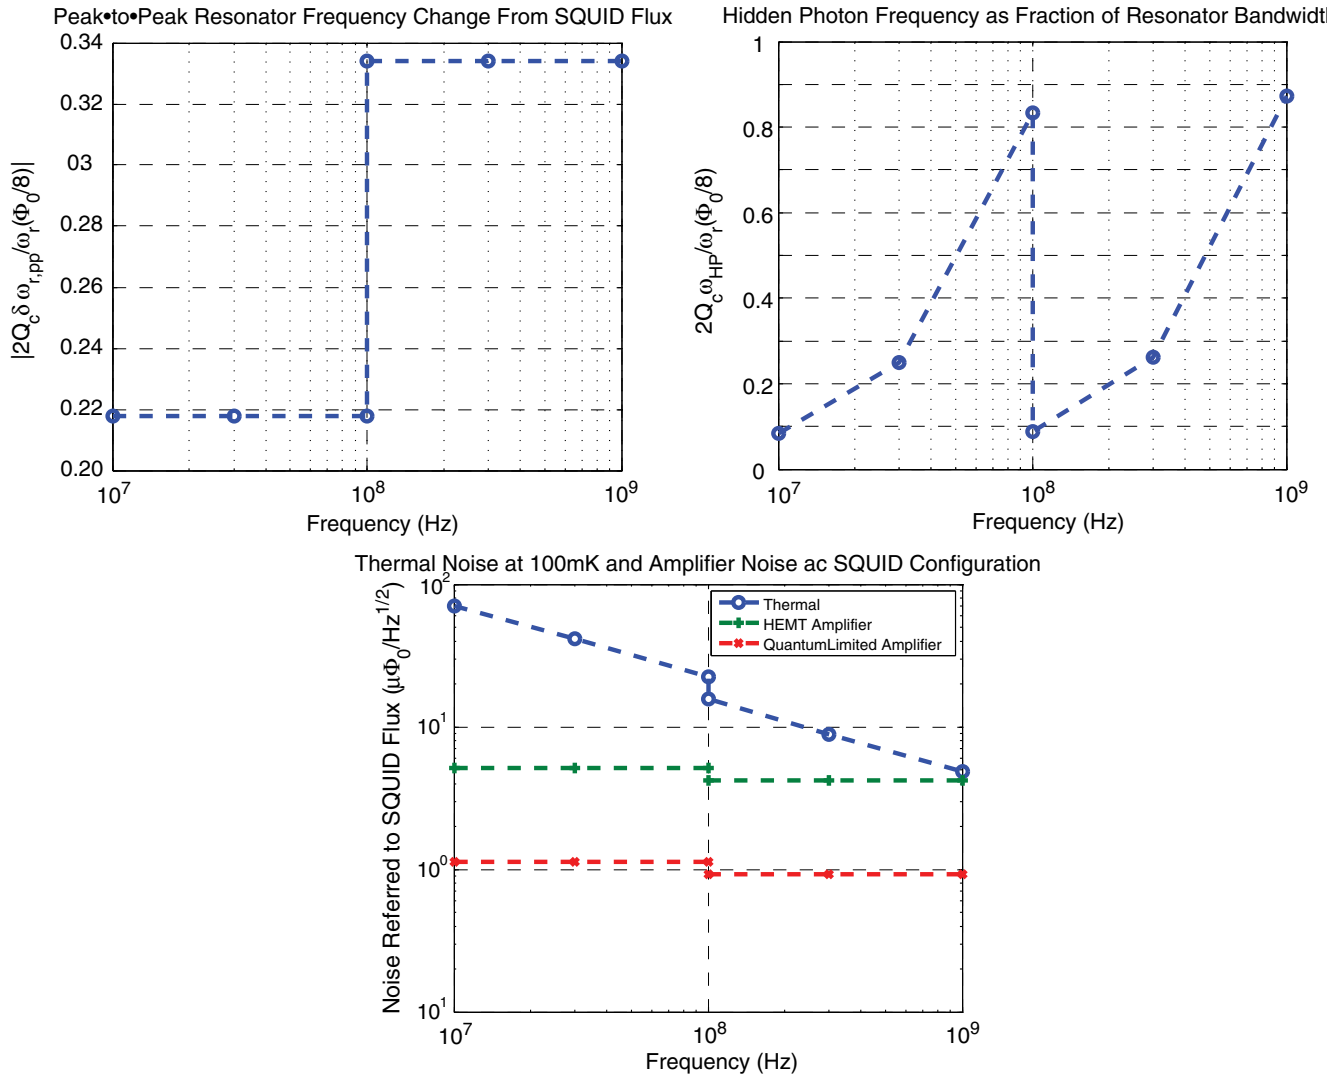 Peak•to•Peak Resonator Frequency Change From SQUID Flux
0.34
0.32
03
0.28
0.26
0.24
0.22
0.20
|2Q_c δ ω_{r,pp}/ω_r(Φ_0/8)|
10^7
10^8
10^9
Frequency (Hz)
Hidden Photon Frequency as Fraction of Resonator Bandwidt
1
0.8
0.6
0.4
0.2
0
2Q_c ω_{HP}/ω_r(Φ_0/8)
10^7
10^8
10^9
Frequency (Hz)
Thermal Noise at 100mK and Amplifier Noise ac SQUID Configuration
10^2
10^1
10^0
10^1
Noise Referred to SQUID Flux (μΦ_0/Hz^{1/2})
Thermal
HEMT Amplifier
QuantumLimited Amplifier
10^7
10^8
10^9
Frequency (Hz)